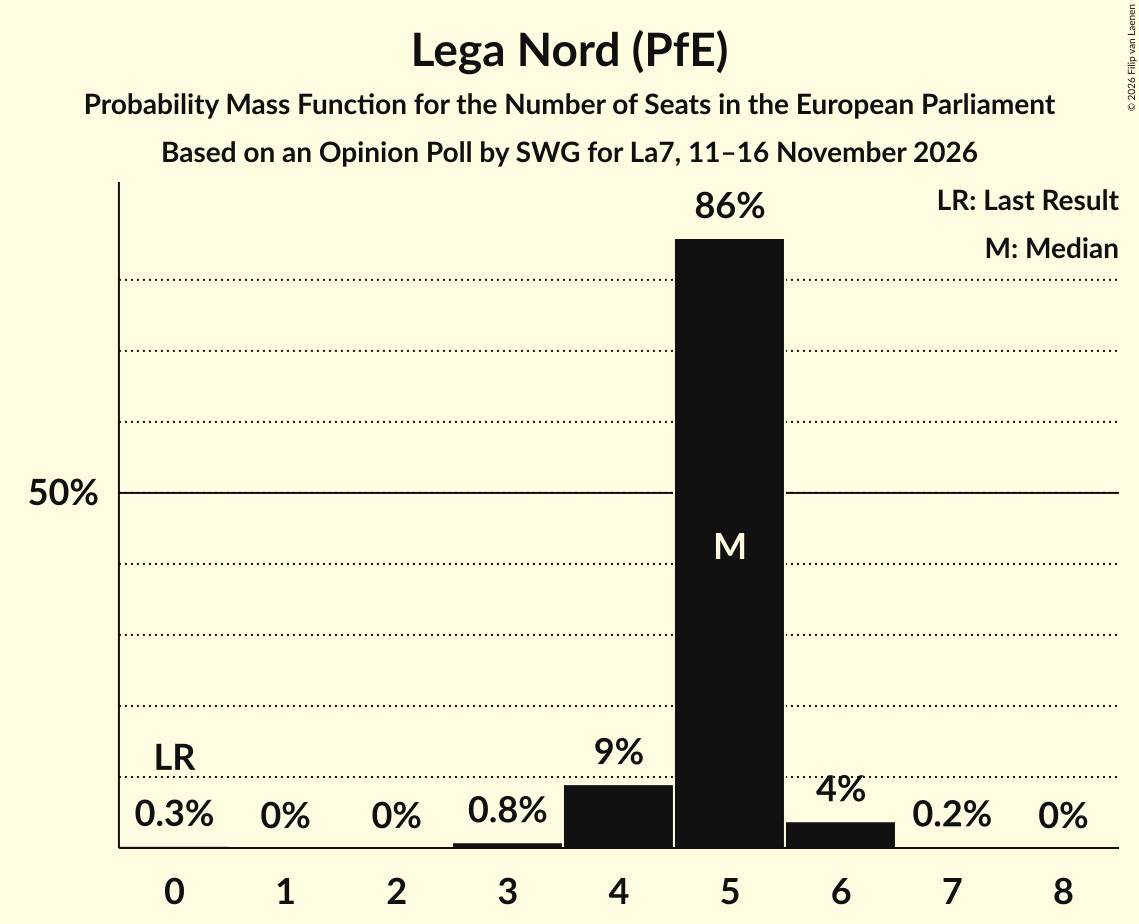 Lega Nord (PfE)
Probability Mass Function for the Number of Seats in the European Parliament
Based on an Opinion Poll by SWG for La7, 11–16 November 2026
© 2026 Filip van Laenen
LR: Last Result
M: Median
86%
50%
M
LR
9%
4%
0.3% 0% 0% 0.8% 0.2% 0%
0 1 2 3 4 5 6 7 8